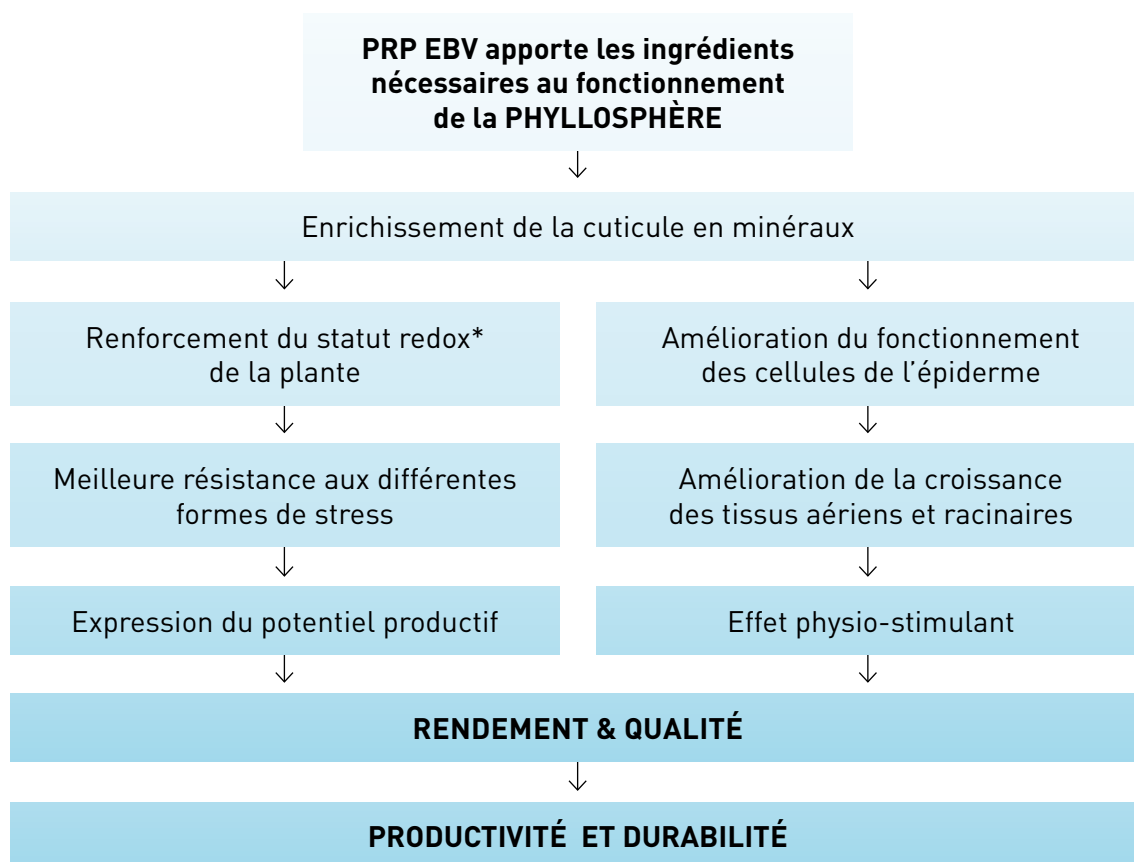 PRP EBV apporte les ingrédients
nécessaires au fonctionnement
de la PHYLLOSPHÈRE
Enrichissement de la cuticule en minéraux
Renforcement du statut redox*
de la plante
Amélioration du fonctionnement
des cellules de l’épiderme
Meilleure résistance aux différentes
formes de stress
Amélioration de la croissance
des tissus aériens et racinaires
Expression du potentiel productif
Effet physio-stimulant
RENDEMENT & QUALITÉ
PRODUCTIVITÉ ET DURABILITÉ